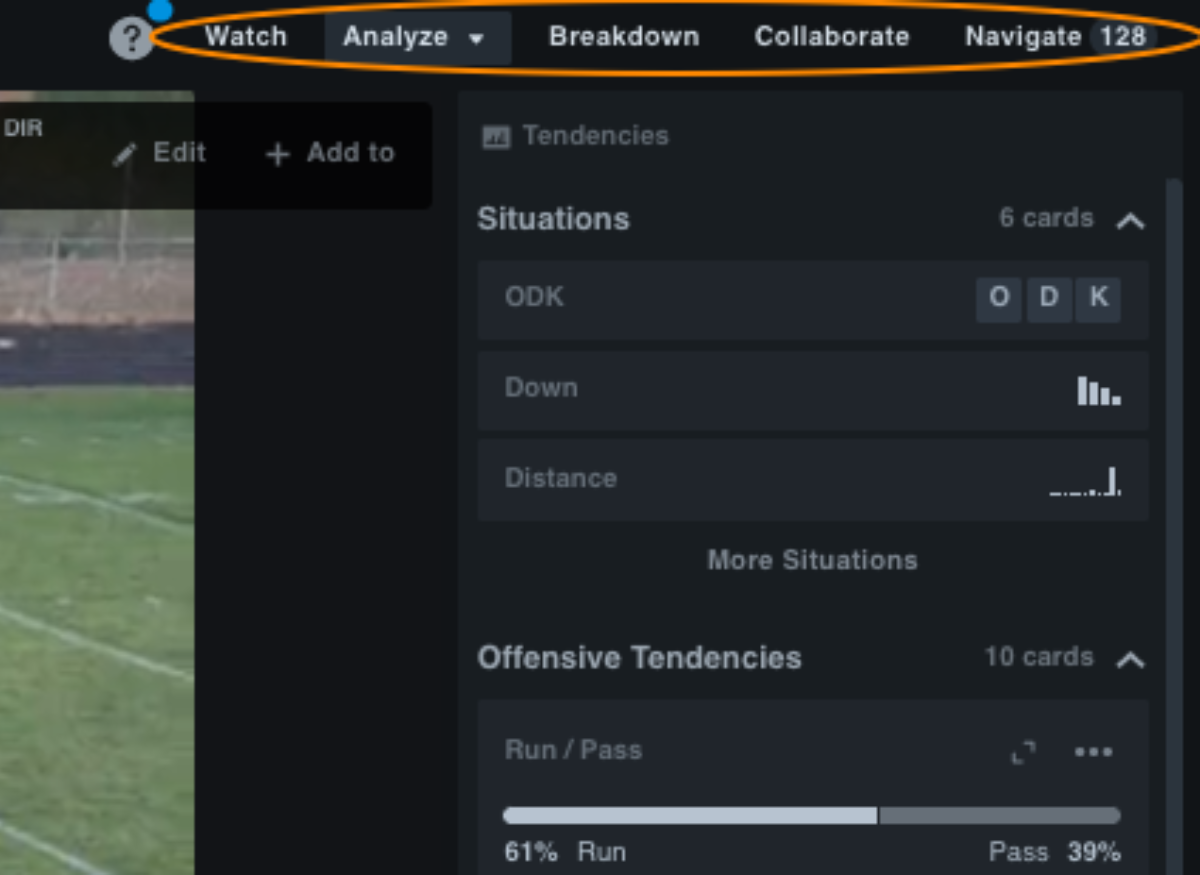 ? Watch Analyze Breakdown Collaborate Navigate 128
DIR
Edit + Add to
Tendencies
Situations 6 cards
ODK O D K
Down
Distance
More Situations
Offensive Tendencies 10 cards
Run / Pass
61% Run Pass 39%